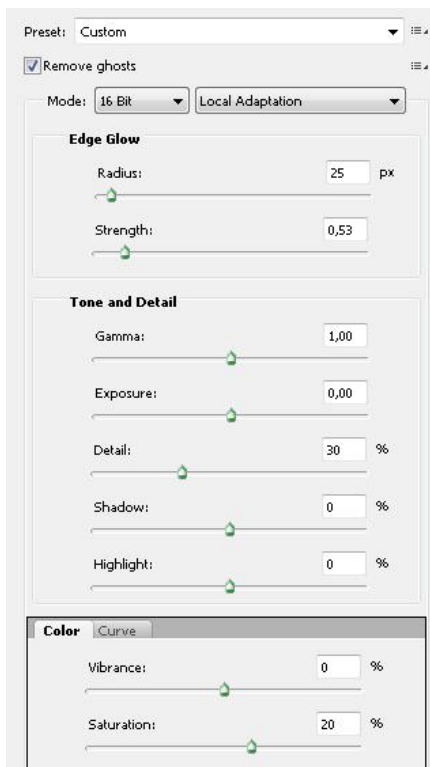 Preset: Custom
Remove ghosts
Mode: 16 Bit Local Adaptation
Edge Glow
Radius: 25 px
Strength: 0,53
Tone and Detail
Gamma: 1,00
Exposure: 0,00
Detail: 30 %
Shadow: 0 %
Highlight: 0 %
Color Curve
Vibrance: 0 %
Saturation: 20 %